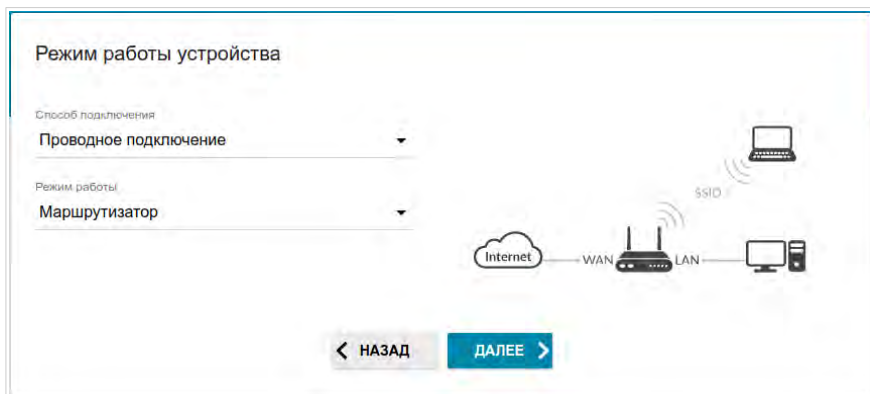 Режим работы устройства
Способ подключения
Проводное подключение
Режим работы
Маршрутизатор
SSID
Internet
WAN
LAN
НАЗАД
ДАЛЕЕ